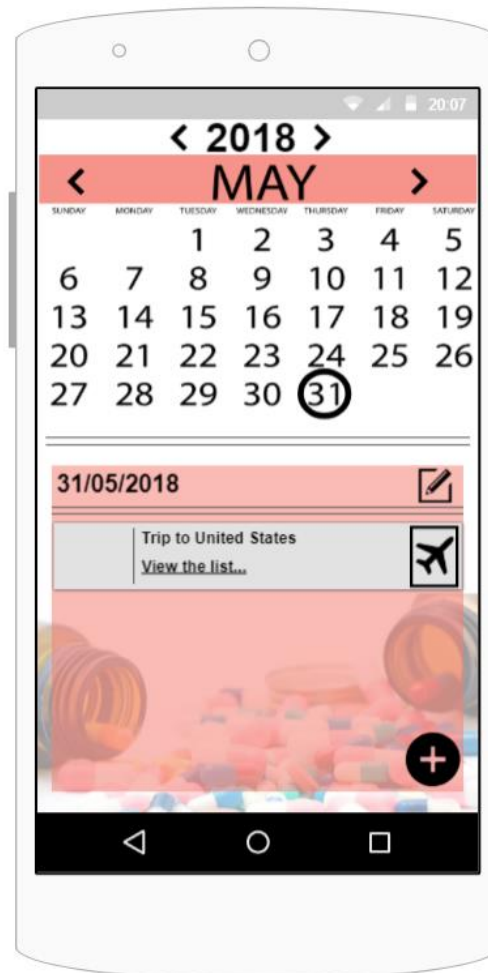 20:07
< 2018 >
< MAY >
SUNDAY MONDAY TUESDAY WEDNESDAY THURSDAY FRIDAY SATURDAY
1 2 3 4 5
6 7 8 9 10 11 12
13 14 15 16 17 18 19
20 21 22 23 24 25 26
27 28 29 30 31
31/05/2018
Trip to United States
View the list...